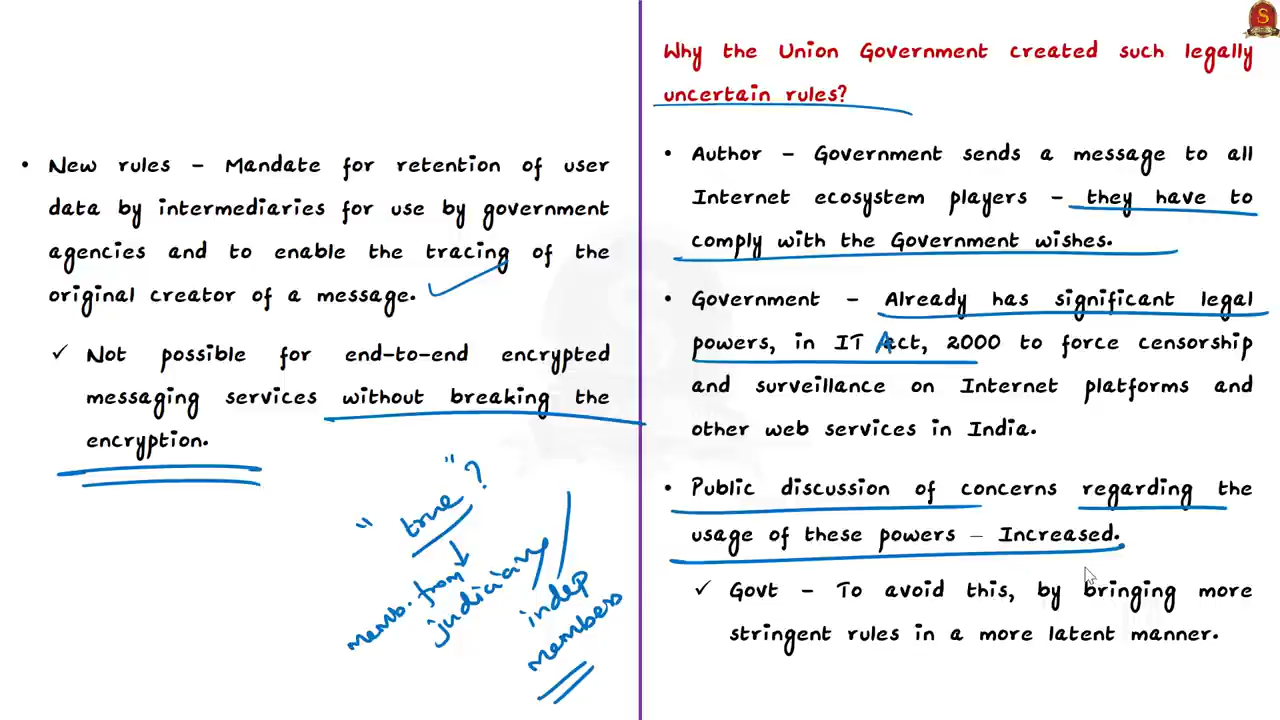 • New rules – Mandate for retention of user
data by intermediaries for use by government
agencies and to enable the tracing of the
original creator of a message.
✓ Not possible for end-to-end encrypted
messaging services without breaking the
encryption.
" true " ?
memb. from judiciary / indep members
Why the Union Government created such legally
uncertain rules?
• Author – Government sends a message to all
Internet ecosystem players – they have to
comply with the Government wishes.
• Government – Already has significant legal
powers, in IT Act, 2000 to force censorship
and surveillance on Internet platforms and
other web services in India.
• Public discussion of concerns regarding the
usage of these powers – Increased.
✓ Govt – To avoid this, by bringing more
stringent rules in a more latent manner.
S